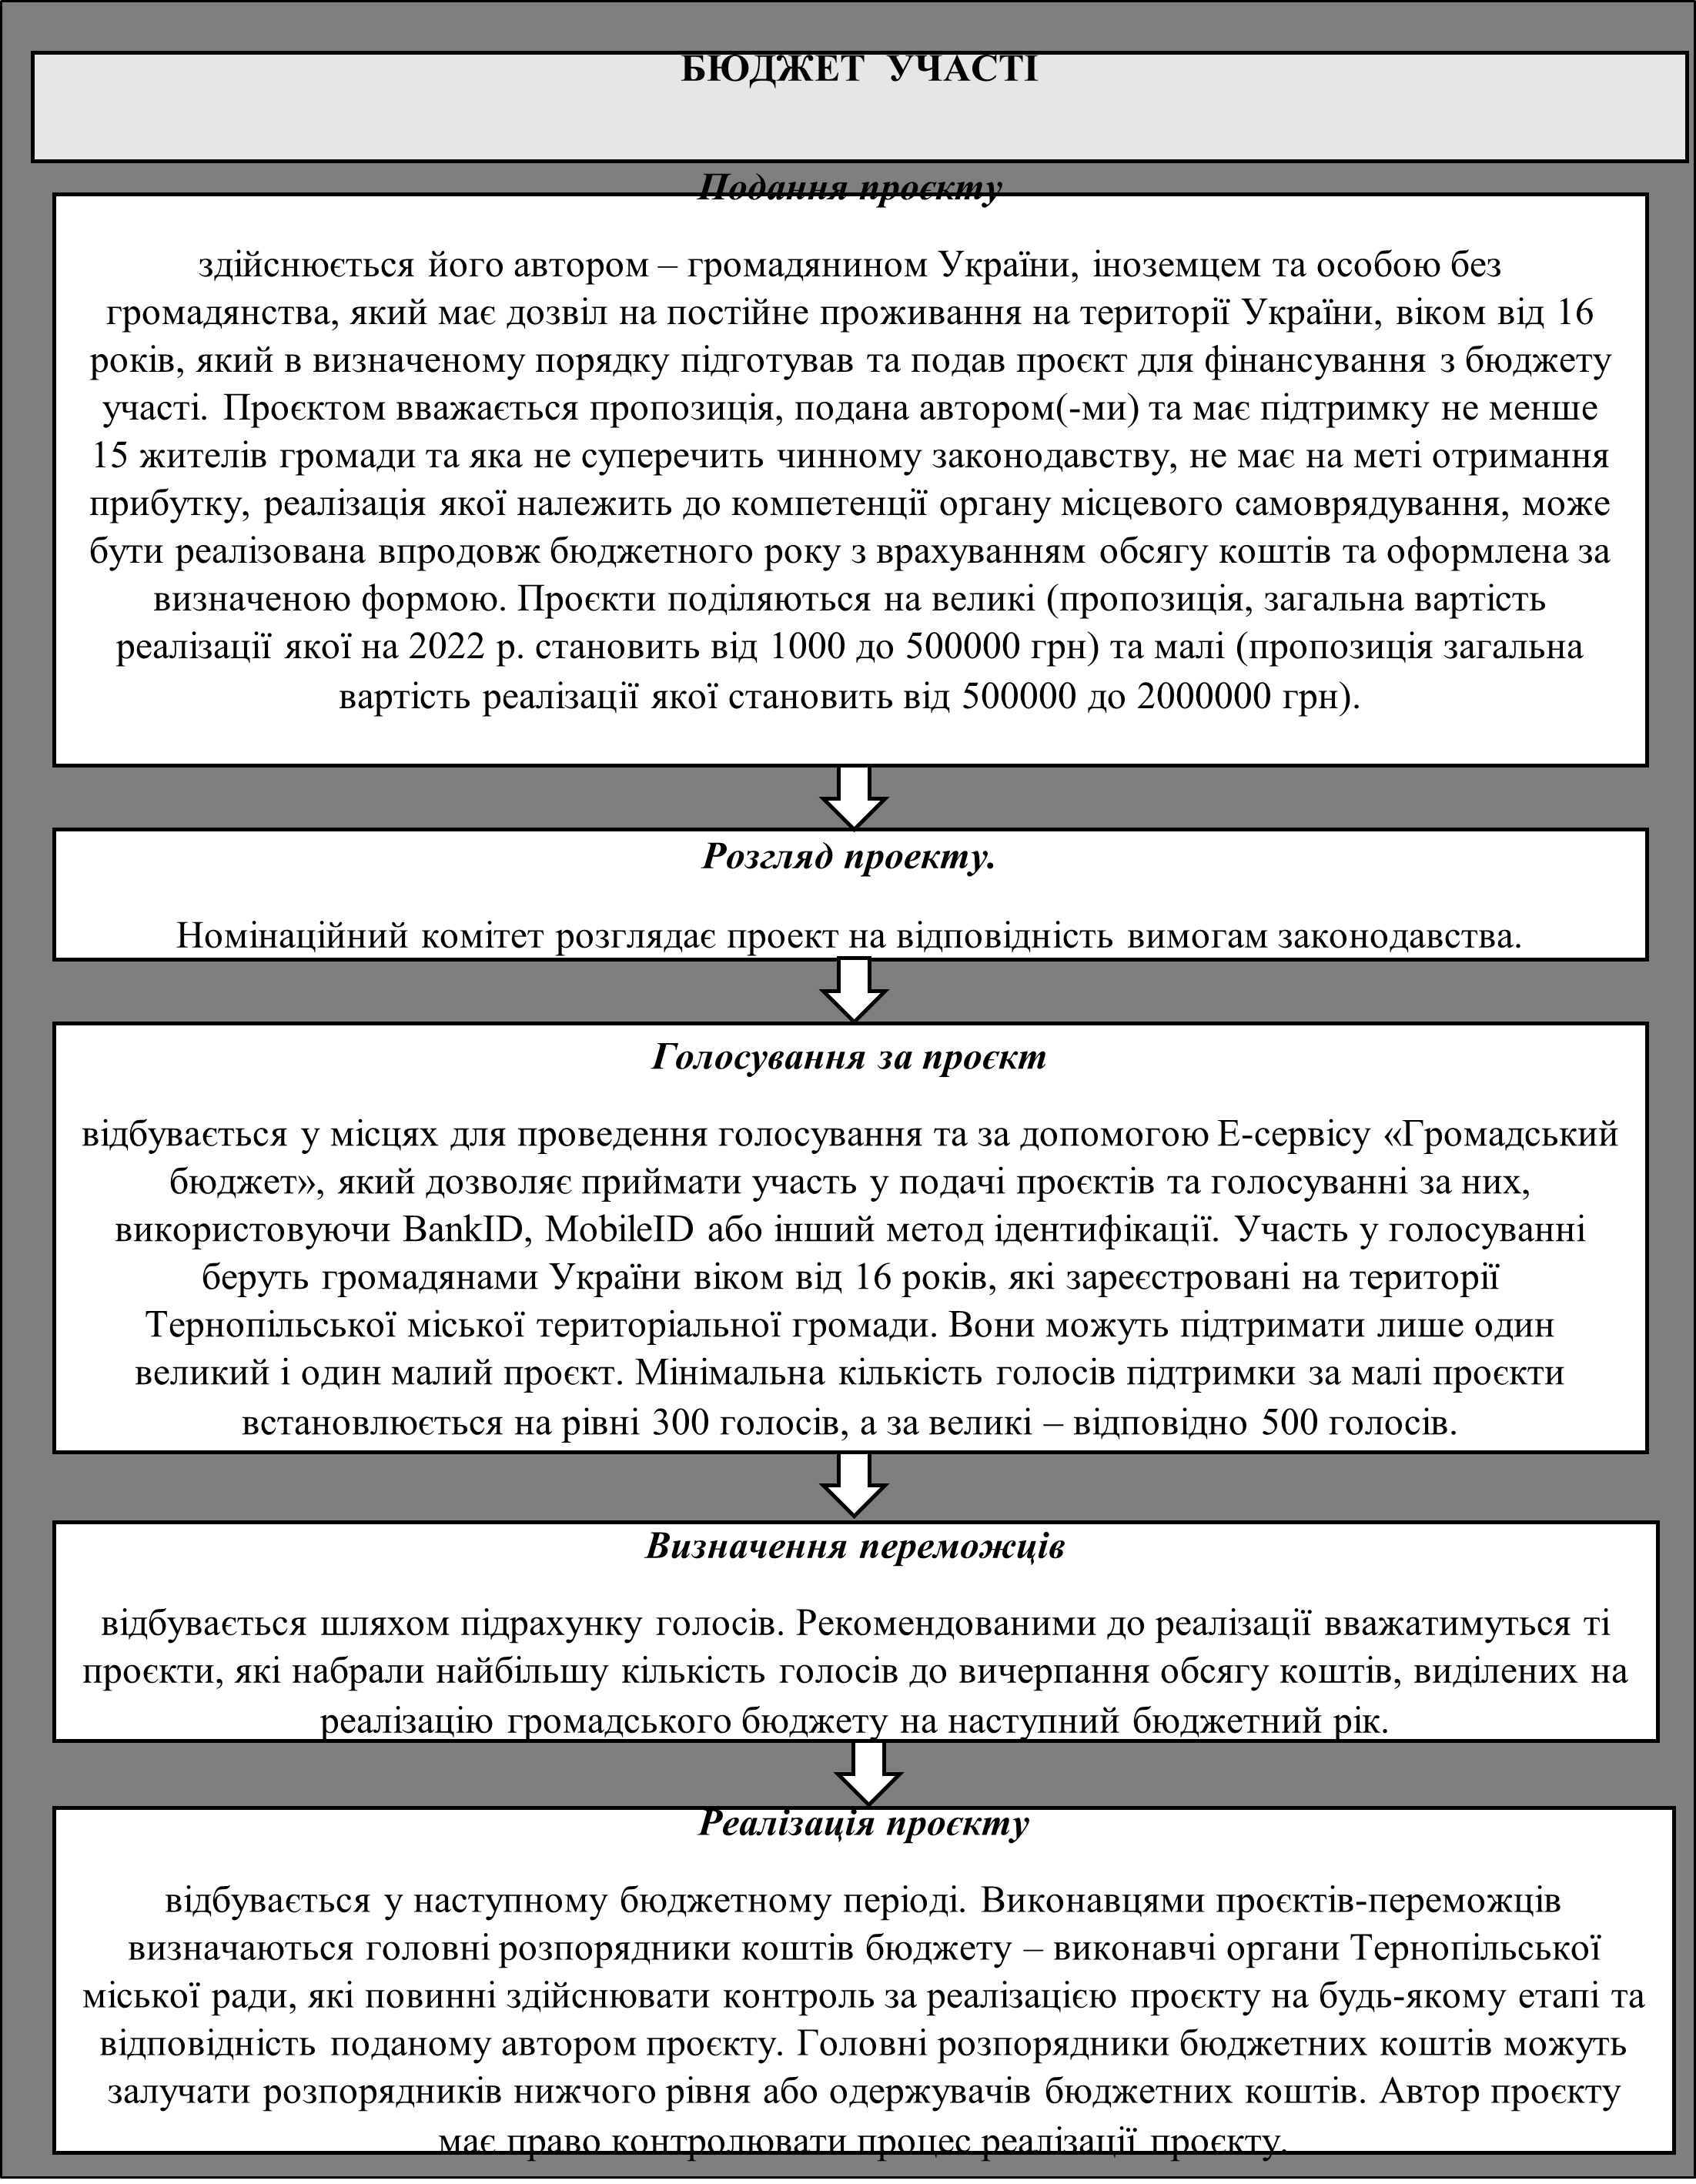 БЮДЖЕТ УЧАСТІ
Подання проєкту
здійснюється його автором – громадянином України, іноземцем та особою без
громадянства, який має дозвіл на постійне проживання на території України, віком від 16
років, який в визначеному порядку підготував та подав проєкт для фінансування з бюджету
участі. Проєктом вважається пропозиція, подана автором(-ми) та має підтримку не менше
15 жителів громади та яка не суперечить чинному законодавству, не має на меті отримання
прибутку, реалізація якої належить до компетенції органу місцевого самоврядування, може
бути реалізована впродовж бюджетного року з врахуванням обсягу коштів та оформлена за
визначеною формою. Проєкти поділяються на великі (пропозиція, загальна вартість
реалізації якої на 2022 р. становить від 1000 до 500000 грн) та малі (пропозиція загальна
вартість реалізації якої становить від 500000 до 2000000 грн).
Розгляд проекту.
Номінаційний комітет розглядає проект на відповідність вимогам законодавства.
Голосування за проєкт
відбувається у місцях для проведення голосування та за допомогою Е-сервісу «Громадський
бюджет», який дозволяє приймати участь у подачі проєктів та голосуванні за них,
використовуючи BankID, MobileID або інший метод ідентифікації. Участь у голосуванні
беруть громадянами України віком від 16 років, які зареєстровані на території
Тернопільської міської територіальної громади. Вони можуть підтримати лише один
великий і один малий проєкт. Мінімальна кількість голосів підтримки за малі проєкти
встановлюється на рівні 300 голосів, а за великі – відповідно 500 голосів.
Визначення переможців
відбувається шляхом підрахунку голосів. Рекомендованими до реалізації вважатимуться ті
проєкти, які набрали найбільшу кількість голосів до вичерпання обсягу коштів, виділених на
реалізацію громадського бюджету на наступний бюджетний рік.
Реалізація проєкту
відбувається у наступному бюджетному періоді. Виконавцями проєктів-переможців
визначаються головні розпорядники коштів бюджету – виконавчі органи Тернопільської
міської ради, які повинні здійснювати контроль за реалізацією проєкту на будь-якому етапі та
відповідність поданому автором проєкту. Головні розпорядники бюджетних коштів можуть
залучати розпорядників нижчого рівня або одержувачів бюджетних коштів. Автор проєкту
має право контролювати процес реалізації проєкту.